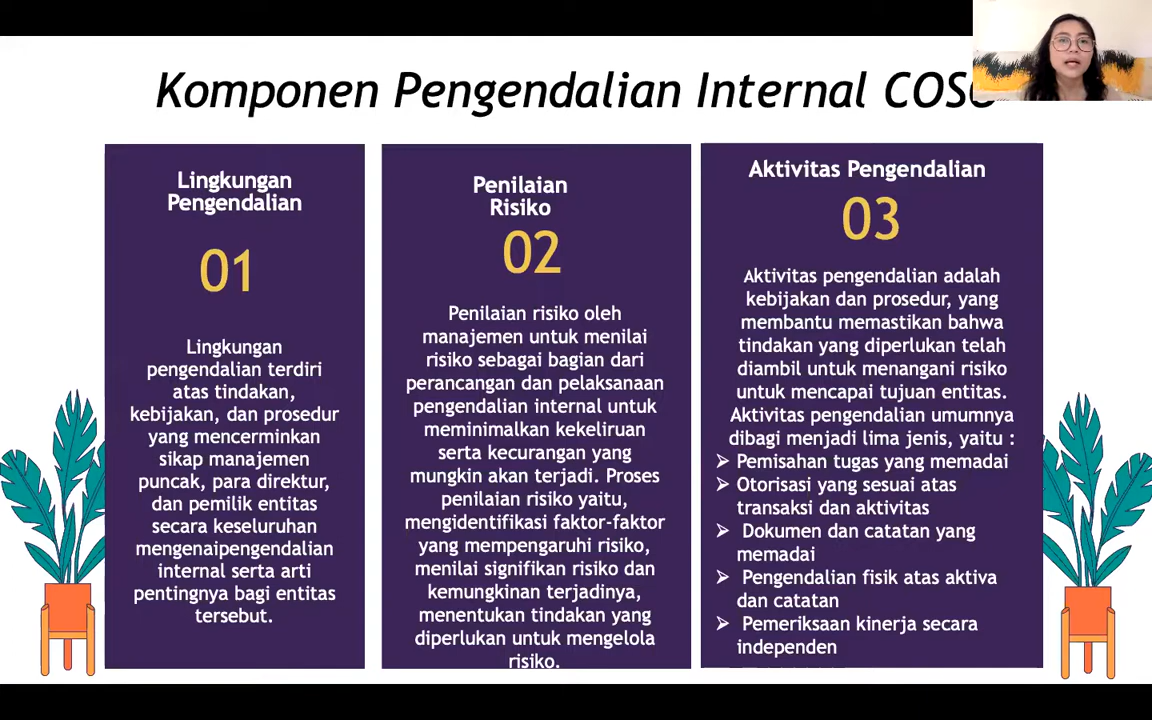 Komponen Pengendalian Internal COSO
Lingkungan
Pengendalian
01
Lingkungan
pengendalian terdiri
atas tindakan,
kebijakan, dan prosedur
yang mencerminkan
sikap manajemen
puncak, para direktur,
dan pemilik entitas
secara keseluruhan
mengenaipengendalian
internal serta arti
pentingnya bagi entitas
tersebut.
Penilaian
Risiko
02
Penilaian risiko oleh
manajemen untuk menilai
risiko sebagai bagian dari
perancangan dan pelaksanaan
pengendalian internal untuk
meminimalkan kekeliruan
serta kecurangan yang
mungkin akan terjadi. Proses
penilaian risiko yaitu,
mengidentifikasi faktor-faktor
yang mempengaruhi risiko,
menilai signifikan risiko dan
kemungkinan terjadinya,
menentukan tindakan yang
diperlukan untuk mengelola
risiko.
Aktivitas Pengendalian
03
Aktivitas pengendalian adalah
kebijakan dan prosedur, yang
membantu memastikan bahwa
tindakan yang diperlukan telah
diambil untuk menangani risiko
untuk mencapai tujuan entitas.
Aktivitas pengendalian umumnya
dibagi menjadi lima jenis, yaitu :
➢ Pemisahan tugas yang memadai
➢ Otorisasi yang sesuai atas
transaksi dan aktivitas
➢ Dokumen dan catatan yang
memadai
➢ Pengendalian fisik atas aktiva
dan catatan
➢ Pemeriksaan kinerja secara
independen